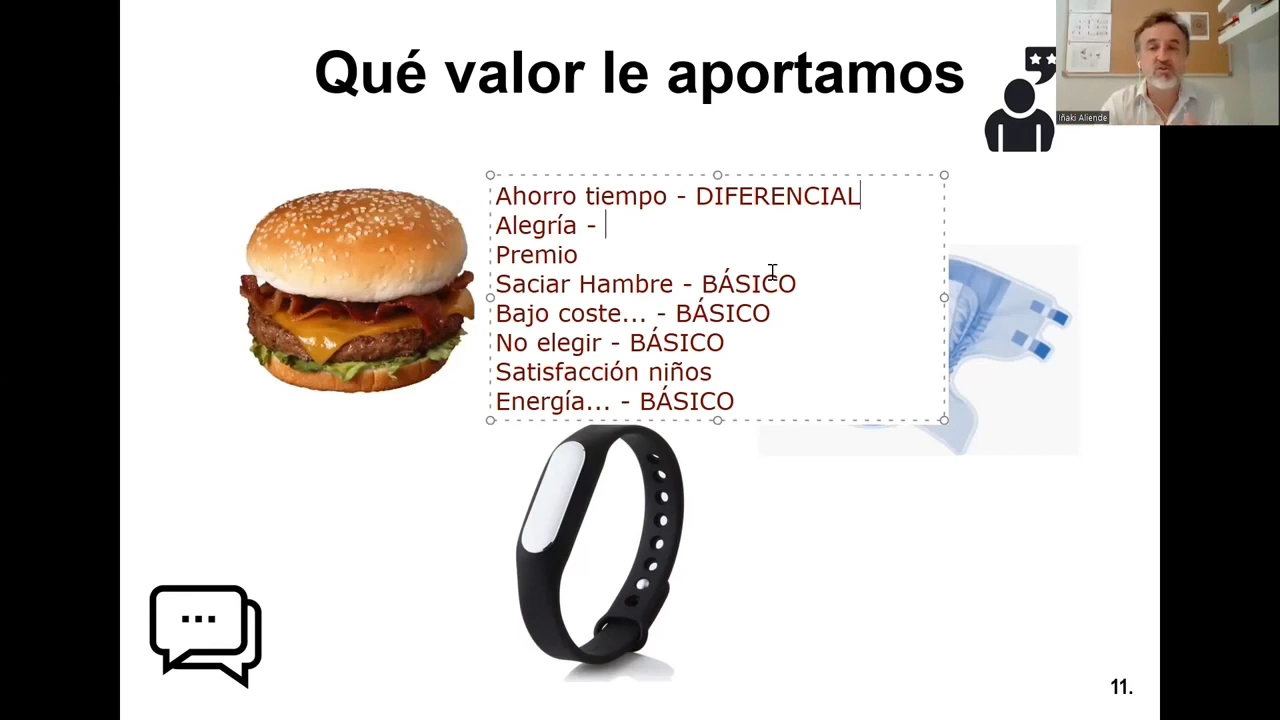 Qué valor le aportamos
Iñaki Aliende
Ahorro tiempo - DIFERENCIAL
Alegría -
Premio
Saciar Hambre - BÁSICO
Bajo coste... - BÁSICO
No elegir - BÁSICO
Satisfacción niños
Energía... - BÁSICO
11.